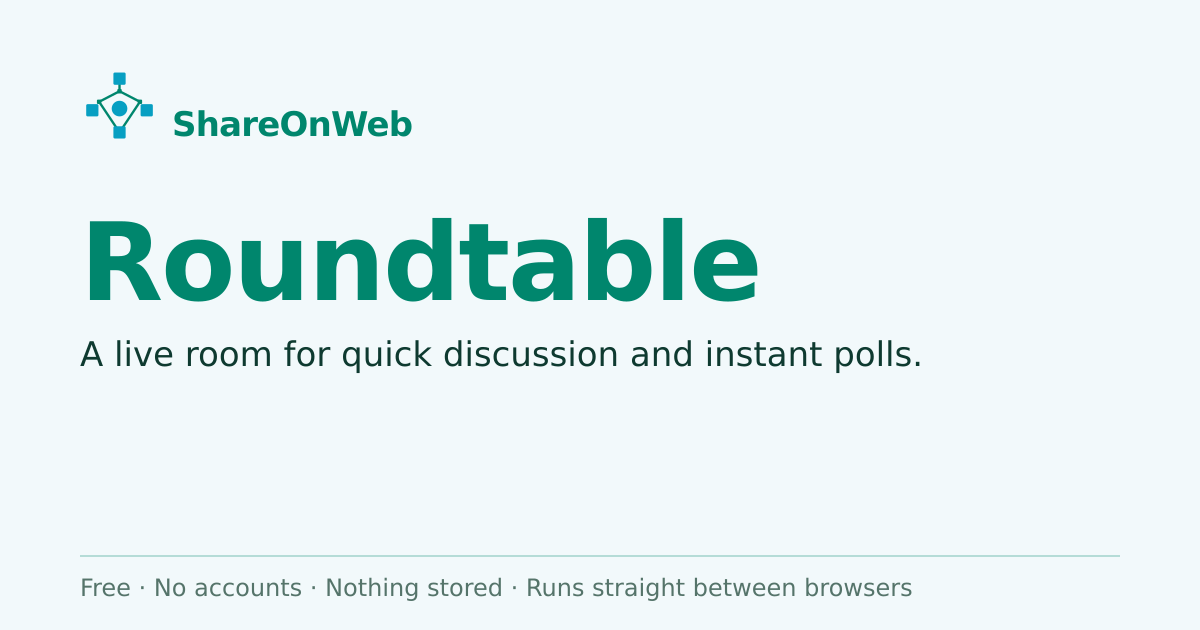 ShareOnWeb
Roundtable
A live room for quick discussion and instant polls.
Free · No accounts · Nothing stored · Runs straight between browsers